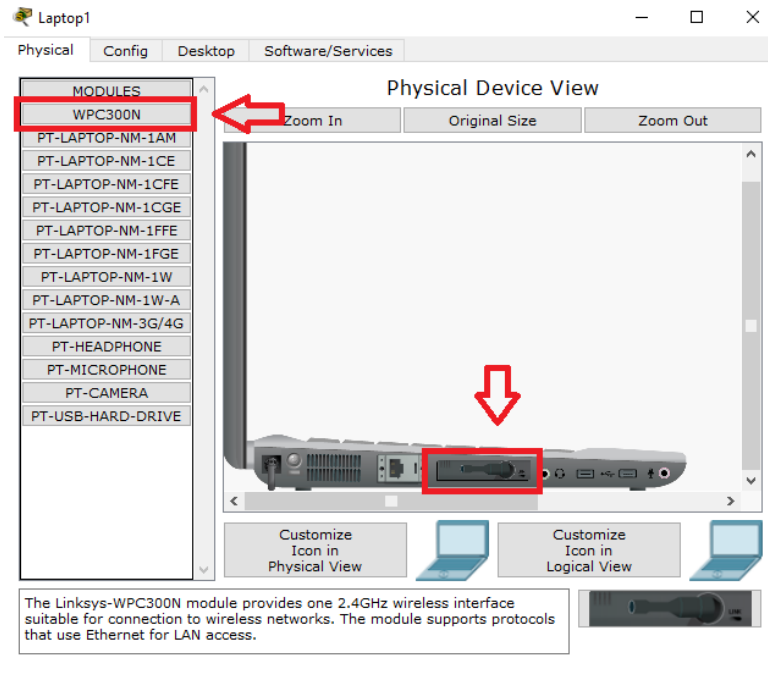 Laptop1
Physical Config Desktop Software/Services
MODULES
WPC300N
PT-LAPTOP-NM-1AM
PT-LAPTOP-NM-1CE
PT-LAPTOP-NM-1CFE
PT-LAPTOP-NM-1CGE
PT-LAPTOP-NM-1FFE
PT-LAPTOP-NM-1FGE
PT-LAPTOP-NM-1W
PT-LAPTOP-NM-1W-A
PT-LAPTOP-NM-3G/4G
PT-HEADPHONE
PT-MICROPHONE
PT-CAMERA
PT-USB-HARD-DRIVE
Physical Device View
Zoom In Original Size Zoom Out
Customize
Icon in
Physical View
Customize
Icon in
Logical View
The Linksys-WPC300N module provides one 2.4GHz wireless interface
suitable for connection to wireless networks. The module supports protocols
that use Ethernet for LAN access.
LINK